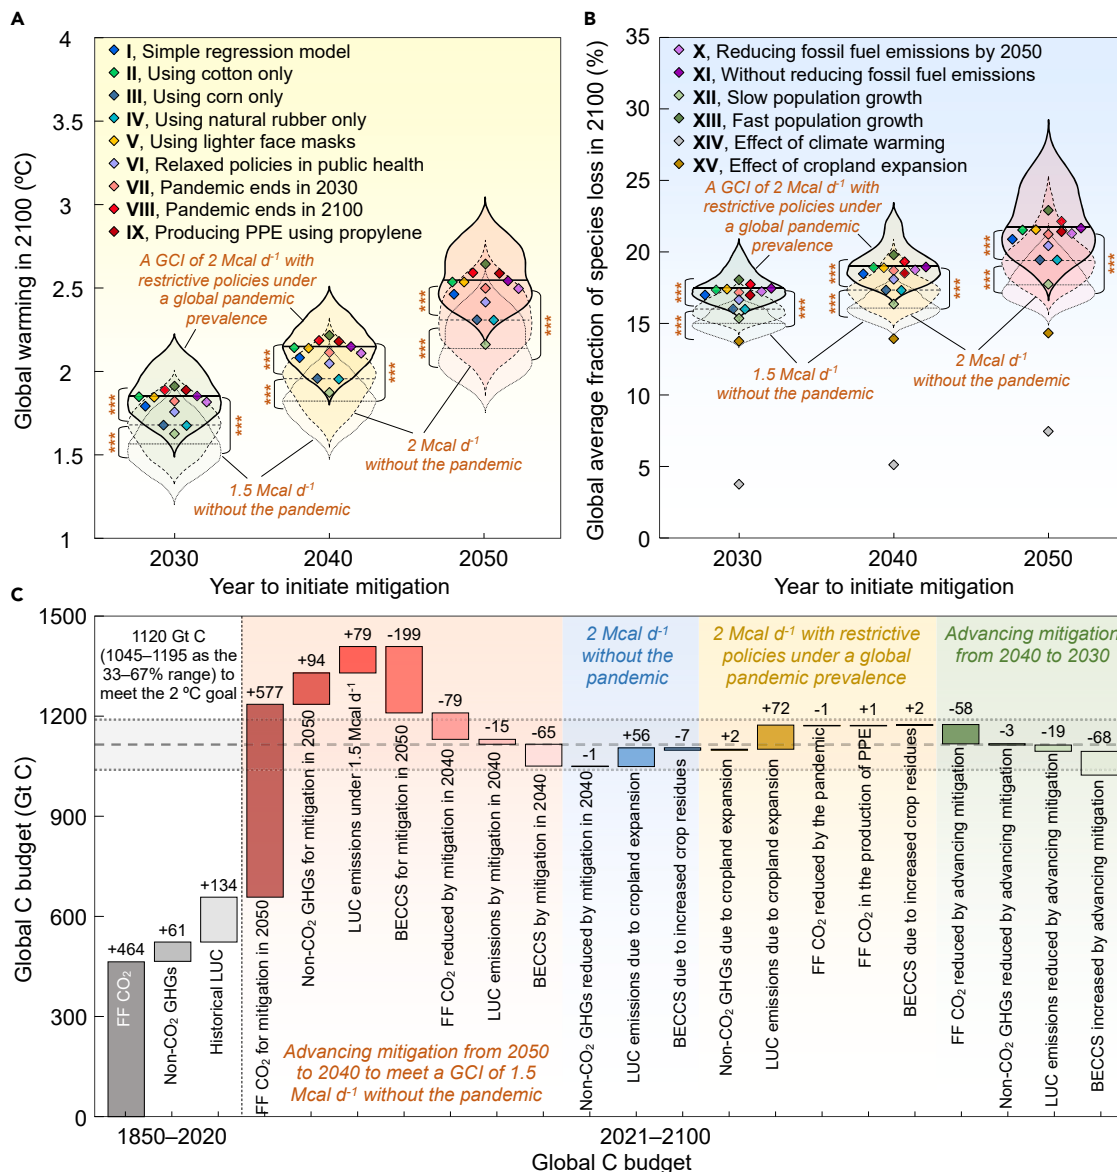 A
Global warming in 2100 (ºC)
4
3.5
3
2.5
2
1.5
1
I, Simple regression model
II, Using cotton only
III, Using corn only
IV, Using natural rubber only
V, Using lighter face masks
VI, Relaxed policies in public health
VII, Pandemic ends in 2030
VIII, Pandemic ends in 2100
IX, Producing PPE using propylene
A GCI of 2 Mcal d-1 with
restrictive policies under
a global pandemic
prevalence
***
***
***
***
***
***
***
***
***
2 Mcal d-1
without the pandemic
1.5 Mcal d-1
without the pandemic
2030
2040
2050
Year to initiate mitigation
B
Global average fraction of species loss in 2100 (%)
35
30
25
20
15
10
5
0
X, Reducing fossil fuel emissions by 2050
XI, Without reducing fossil fuel emissions
XII, Slow population growth
XIII, Fast population growth
XIV, Effect of climate warming
XV, Effect of cropland expansion
A GCI of 2 Mcal d-1 with
restrictive policies under
a global pandemic
prevalence
***
***
***
***
***
***
***
***
***
1.5 Mcal d-1
without the pandemic
2 Mcal d-1
without the pandemic
2030
2040
2050
Year to initiate mitigation
C
Global C budget (Gt C)
1500
1200
900
600
300
0
1120 Gt C
(1045–1195 as the
33–67% range) to
meet the 2 ºC goal
+464
FF CO2
+61
Non-CO2 GHGs
+134
Historical LUC
+577
FF CO2 for mitigation in 2050
+94
Non-CO2 GHGs for mitigation in 2050
+79
LUC emissions under 1.5 Mcal d-1
-199
BECCS for mitigation in 2050
-79
FF CO2 reduced by mitigation in 2040
-15
LUC emissions by mitigation in 2040
-65
BECCS by mitigation in 2040
Advancing mitigation from 2050
to 2040 to meet a GCI of 1.5
Mcal d-1 without the pandemic
2 Mcal d-1
without the
pandemic
-1
Non-CO2 GHGs reduced by mitigation in 2040
+56
LUC emissions due to cropland expansion
-7
BECCS due to increased crop residues
2 Mcal d-1 with restrictive
policies under a global
pandemic prevalence
+2
Non-CO2 GHGs due to cropland expansion
+72
LUC emissions due to cropland expansion
-1
FF CO2 reduced by the pandemic
+1
FF CO2 in the production of PPE
+2
BECCS due to increased crop residues
Advancing mitigation
from 2040 to 2030
-58
FF CO2 reduced by advancing mitigation
-3
Non-CO2 GHGs reduced by advancing mitigation
-19
LUC emissions reduced by advancing mitigation
-68
BECCS increased by advancing mitigation
1850–2020
2021–2100
Global C budget